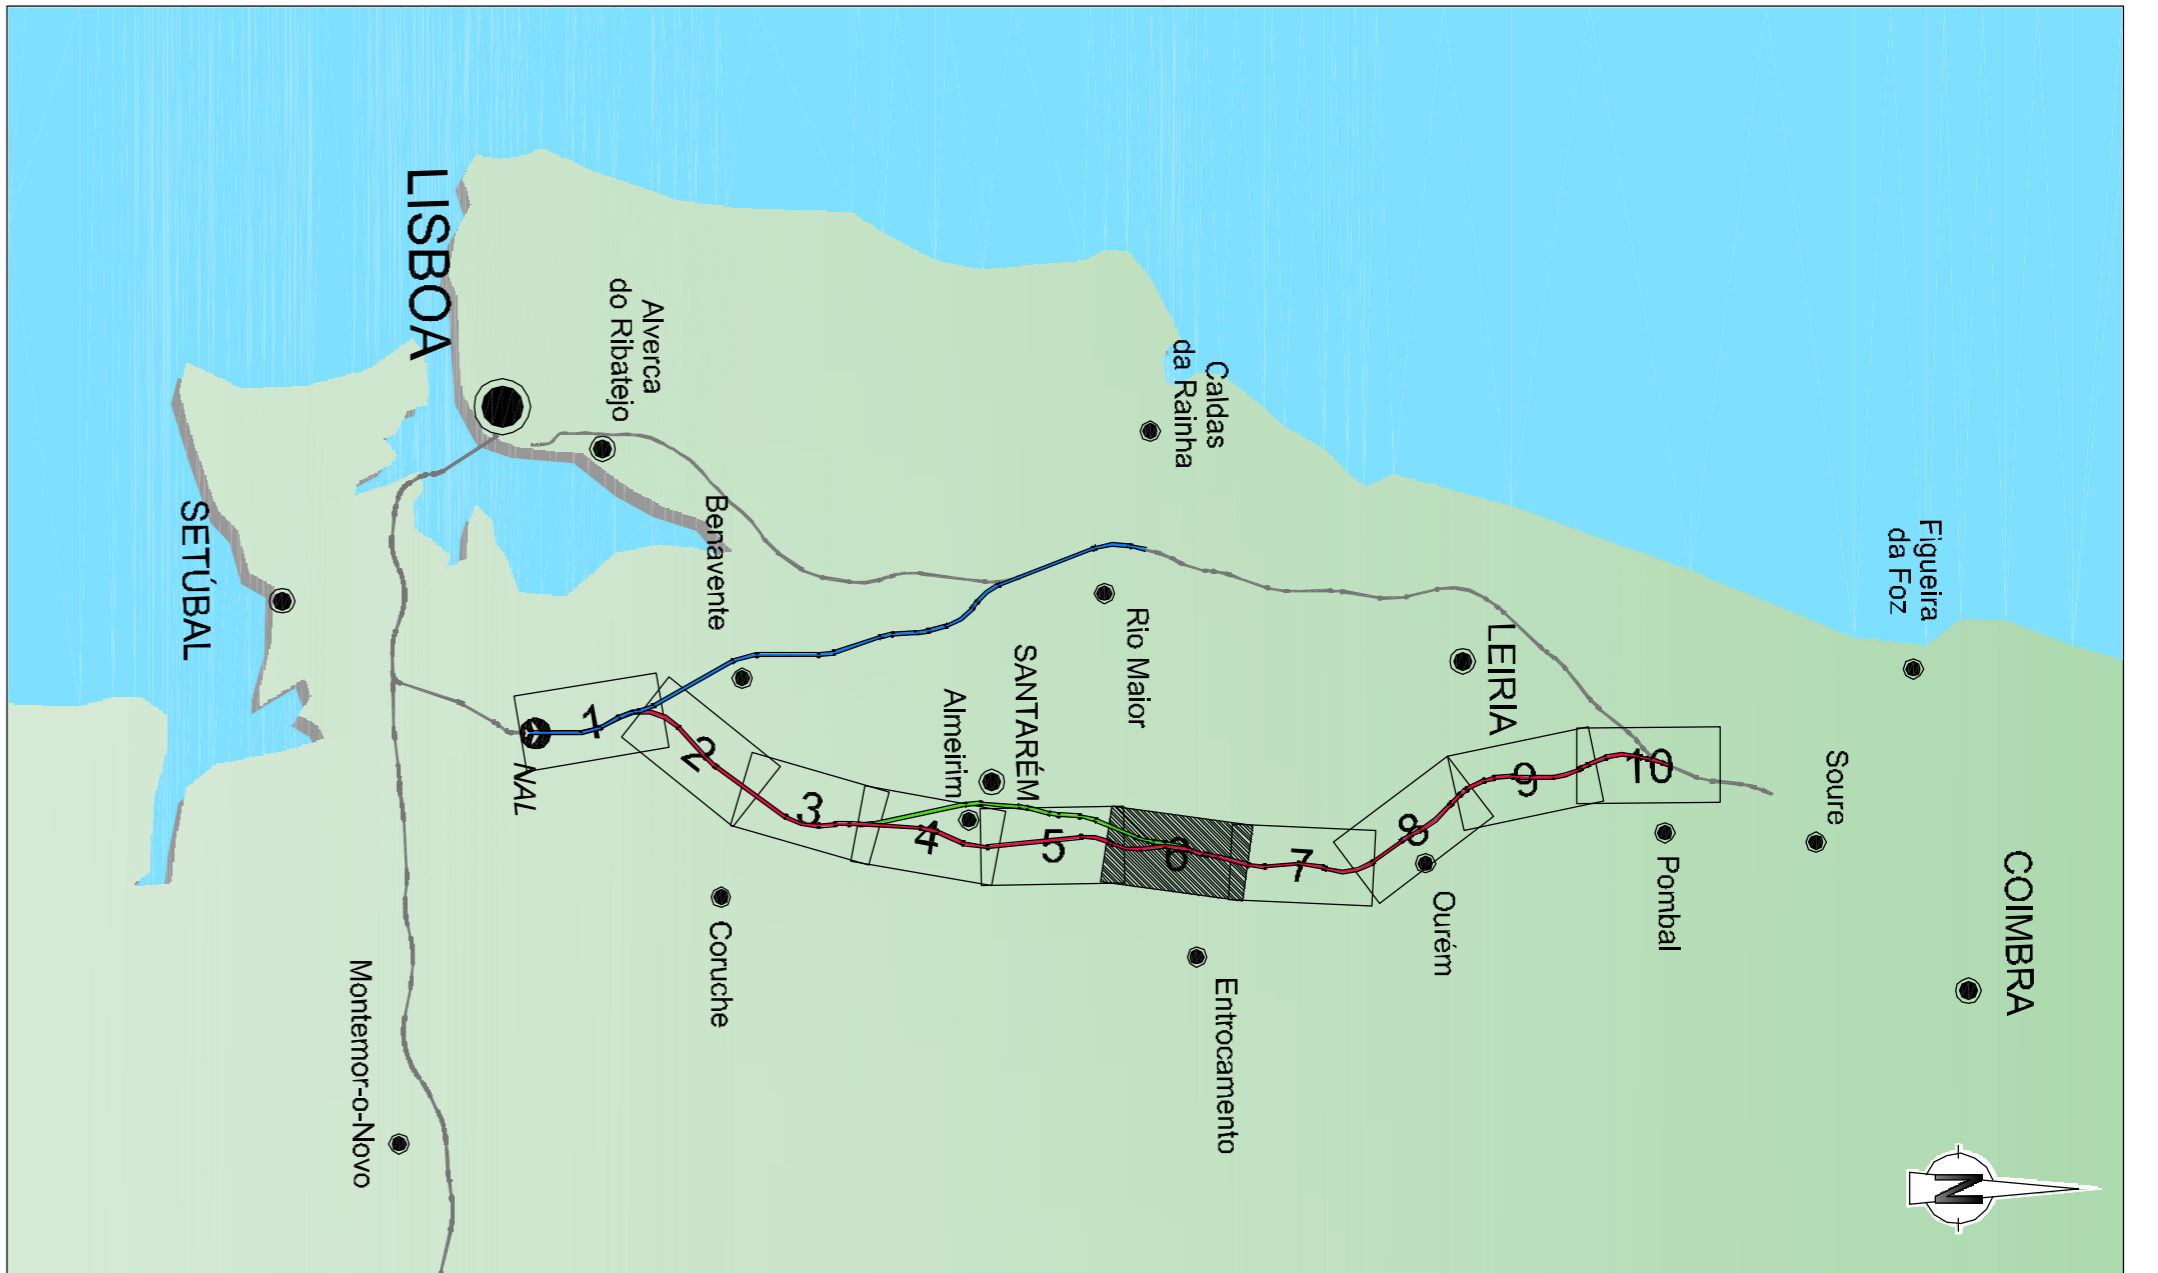 LISBOA
Alverca
do Ribatejo
SETÚBAL
Benavente
Caldas
da Rainha
Rio Maior
SANTARÉM
Almeirim
NAL
LEIRIA
Figueira
da Foz
Soure
Pombal
Ourém
Coruche
Entrocamento
COIMBRA
Montemor-o-Novo
1
2
3
4
5
6
7
8
9
10
N